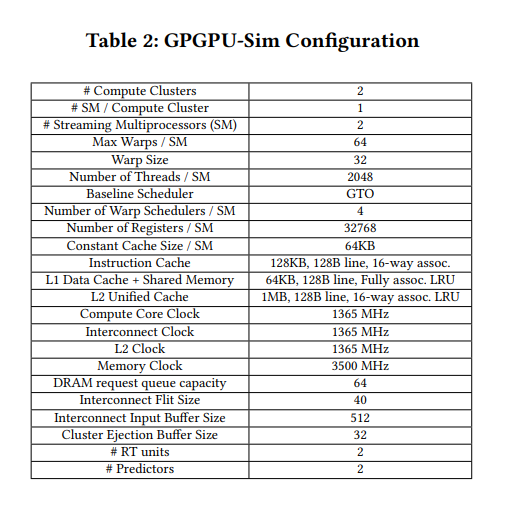 Table 2: GPGPU-Sim Configuration
# Compute Clusters 2
# SM / Compute Cluster 1
# Streaming Multiprocessors (SM) 2
Max Warps / SM 64
Warp Size 32
Number of Threads / SM 2048
Baseline Scheduler GTO
Number of Warp Schedulers / SM 4
Number of Registers / SM 32768
Constant Cache Size / SM 64KB
Instruction Cache 128KB, 128B line, 16-way assoc.
L1 Data Cache + Shared Memory 64KB, 128B line, Fully assoc. LRU
L2 Unified Cache 1MB, 128B line, 16-way assoc. LRU
Compute Core Clock 1365 MHz
Interconnect Clock 1365 MHz
L2 Clock 1365 MHz
Memory Clock 3500 MHz
DRAM request queue capacity 64
Interconnect Flit Size 40
Interconnect Input Buffer Size 512
Cluster Ejection Buffer Size 32
# RT units 2
# Predictors 2